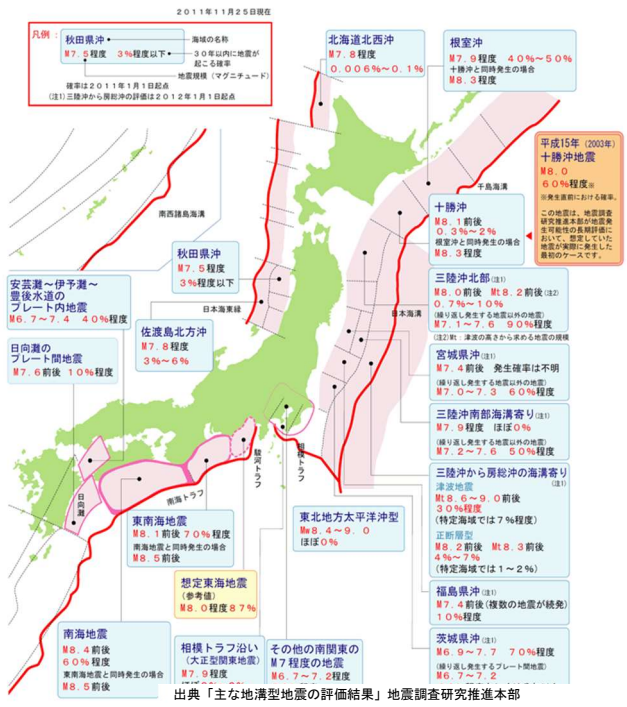 ２０１１年１１月２５日現在
凡例：
秋田県沖
M7.5程度 3%程度以下
海域の名称
３０年以内に地震が
起こる確率
地震規模（マグニチュード）
確率は２０１１年１月１日起点
（注1）三陸沖から房総沖の評価は２０１２年１月１日起点
北海道北西沖
M7.8程度
0.006%～0.1%
根室沖
M7.9程度 40%～50%
十勝沖と同時発生の場合
M8.3程度
平成15年（2003年）
十勝沖地震
M8.0
60%程度※
※発生直前における確率。
この地震は、地震調査
研究推進本部が地震発
生可能性の長期評価に
おいて、想定していた
地震が実際に発生した
最初のケースです。
千島海溝
南西諸島海溝
十勝沖
M8.1前後
0.3%～2%
根室沖と同時発生の場合
M8.3程度
秋田県沖
M7.5程度
3%程度以下
日本海東縁
佐渡島北方沖
M7.8程度
3%～6%
日本海溝
三陸沖北部（注1）
M8.0前後 Mt8.2前後（注2）
0.7%～10%
（繰り返し発生する地震以外の地震）
M7.1～7.6 90%程度
（注2）Mt：津波の高さから求める地震の規模
安芸灘～伊予灘～
豊後水道の
プレート内地震
M6.7～7.4 40%程度
日向灘の
プレート間地震
M7.6前後 10%程度
宮城県沖（注1）
M7.4前後 発生確率は不明
（繰り返し発生する地震以外の地震）
M7.0～7.3 60%程度
三陸沖南部海溝寄り（注1）
M7.9程度 ほぼ0%
（繰り返し発生する地震以外の地震）
M7.2～7.6 50%程度
三陸沖から房総沖の海溝寄り
（注1）
津波地震
Mt8.6～9.0前後
30%程度
（特定海域では７%程度）
正断層型
M8.2前後 Mt8.3前後
4%～7%
（特定海域では１～２%）
日向灘
南海トラフ
駿河トラフ
相模トラフ
東南海地震
M8.1前後 70%程度
南海地震と同時発生の場合
M8.5前後
東北地方太平洋沖型
Mw8.4～9.0
ほぼ0%
想定東海地震
（参考値）
M8.0程度 87%
福島県沖（注1）
M7.4前後（複数の地震が続発）
10%程度
南海地震
M8.4前後
60%程度
東南海地震と同時発生の場合
M8.5前後
相模トラフ沿い
（大正型関東地震）
M7.9程度
その他の南関東の
M7程度の地震
M6.7～7.2程度
茨城県沖（注1）
M6.9～7.7 70%程度
（繰り返し発生するプレート間地震）
M6.7～7.2
出典「主な地溝型地震の評価結果」地震調査研究推進本部